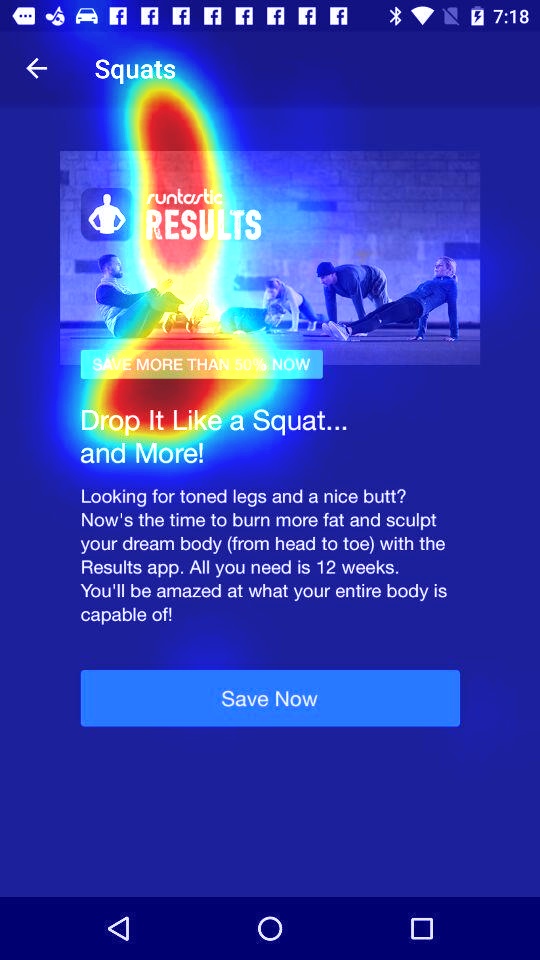 7:18
Squats
runtastic
RESULTS
SAVE MORE THAN 50% NOW
Drop It Like a Squat...
and More!
Looking for toned legs and a nice butt?
Now's the time to burn more fat and sculpt
your dream body (from head to toe) with the
Results app. All you need is 12 weeks.
You'll be amazed at what your entire body is
capable of!
Save Now